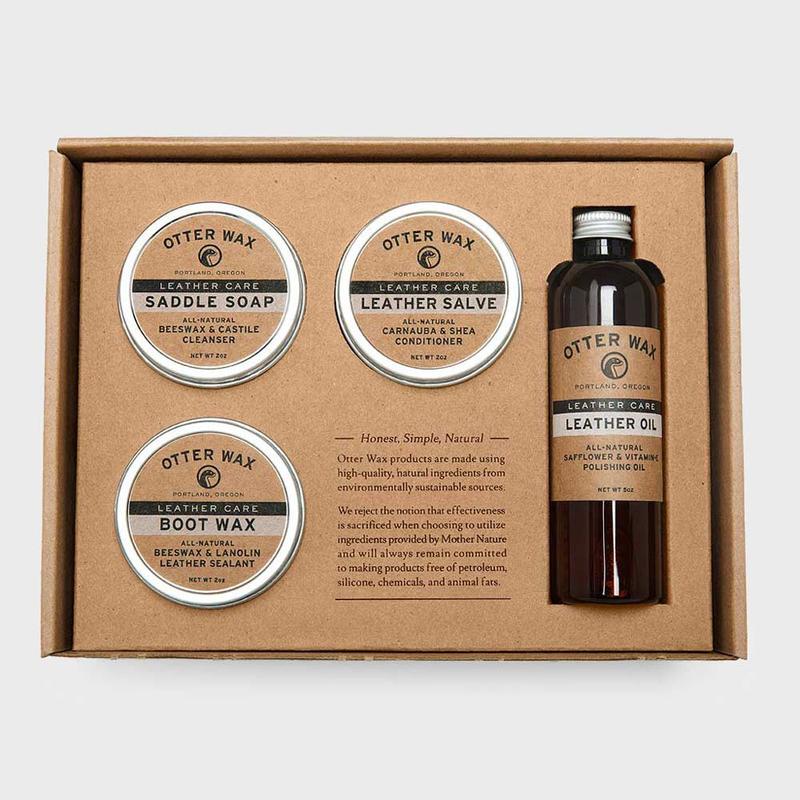 OTTER WAX
PORTLAND, OREGON
LEATHER CARE
SADDLE SOAP
ALL-NATURAL
BEESWAX & CASTILE
CLEANSER
NET WT 2oz
OTTER WAX
PORTLAND, OREGON
LEATHER CARE
LEATHER SALVE
ALL-NATURAL
CARNAUBA & SHEA
CONDITIONER
NET WT 2oz
OTTER WAX
PORTLAND, OREGON
LEATHER CARE
LEATHER OIL
ALL-NATURAL
SAFFLOWER & VITAMIN-E
POLISHING OIL
NET WT 5oz
OTTER WAX
PORTLAND, OREGON
LEATHER CARE
BOOT WAX
ALL-NATURAL
BEESWAX & LANOLIN
LEATHER SEALANT
NET WT 2oz
Honest, Simple, Natural
Otter Wax products are made using
high-quality, natural ingredients from
environmentally sustainable sources.
We reject the notion that effectiveness
is sacrificed when choosing to utilize
ingredients provided by Mother Nature
and will always remain committed
to making products free of petroleum,
silicone, chemicals, and animal fats.